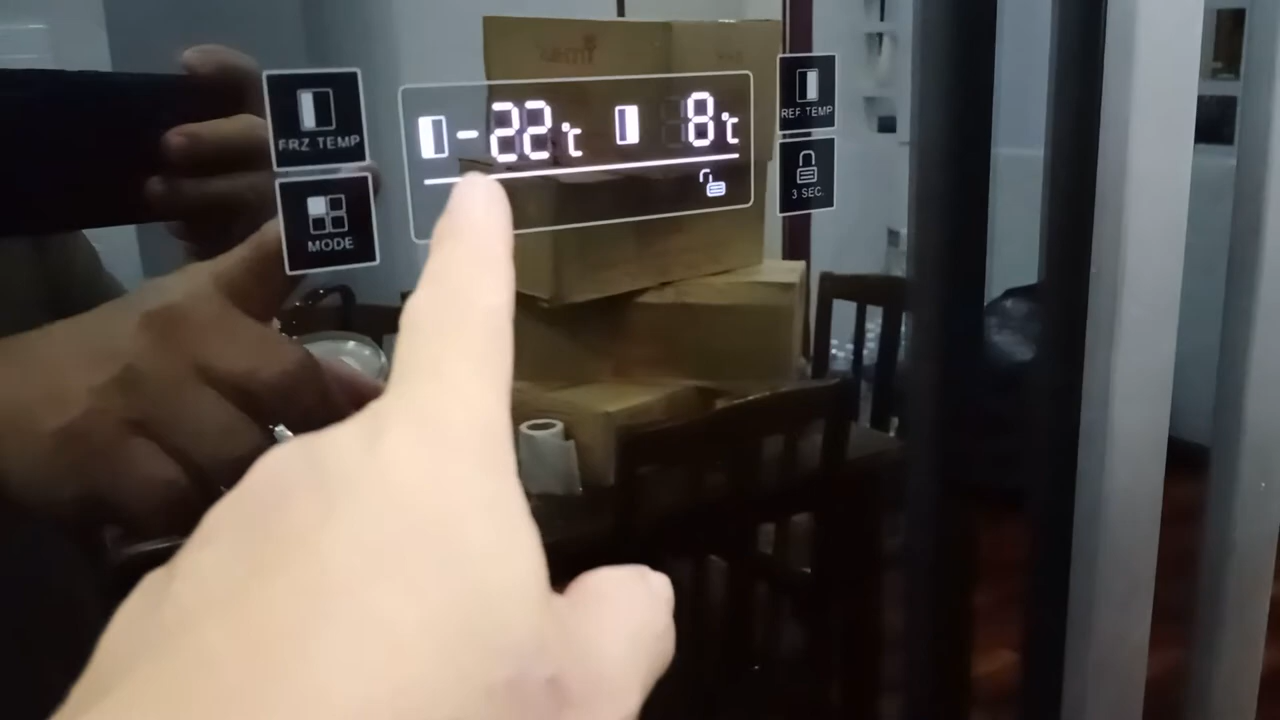 FRZ TEMP
MODE
-22℃
8℃
REF TEMP
3 SEC.